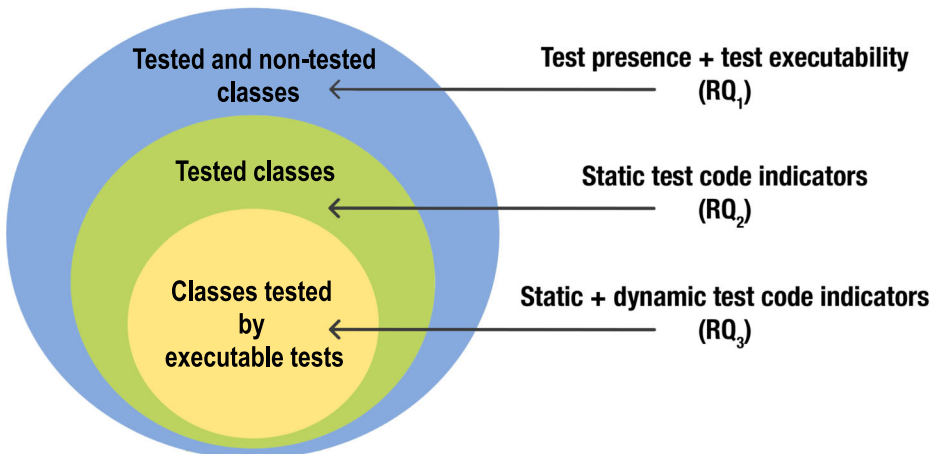 Tested and non-tested
classes
Test presence + test executability
(RQ₁)
Tested classes
Static test code indicators
(RQ₂)
Classes tested
by
executable tests
Static + dynamic test code indicators
(RQ₃)